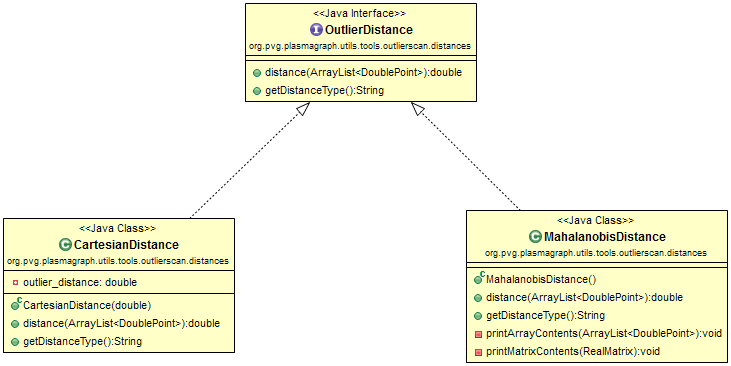 <<Java Interface>>
I OutlierDistance
org.pvg.plasmagraph.utils.tools.outlierscan.distances
distance(ArrayList<DoublePoint>):double
getDistanceType():String
<<Java Class>>
C CartesianDistance
org.pvg.plasmagraph.utils.tools.outlierscan.distances
outlier_distance: double
C CartesianDistance(double)
distance(ArrayList<DoublePoint>):double
getDistanceType():String
<<Java Class>>
C MahalanobisDistance
org.pvg.plasmagraph.utils.tools.outlierscan.distances
C MahalanobisDistance()
distance(ArrayList<DoublePoint>):double
getDistanceType():String
printArrayContents(ArrayList<DoublePoint>):void
printMatrixContents(RealMatrix):void